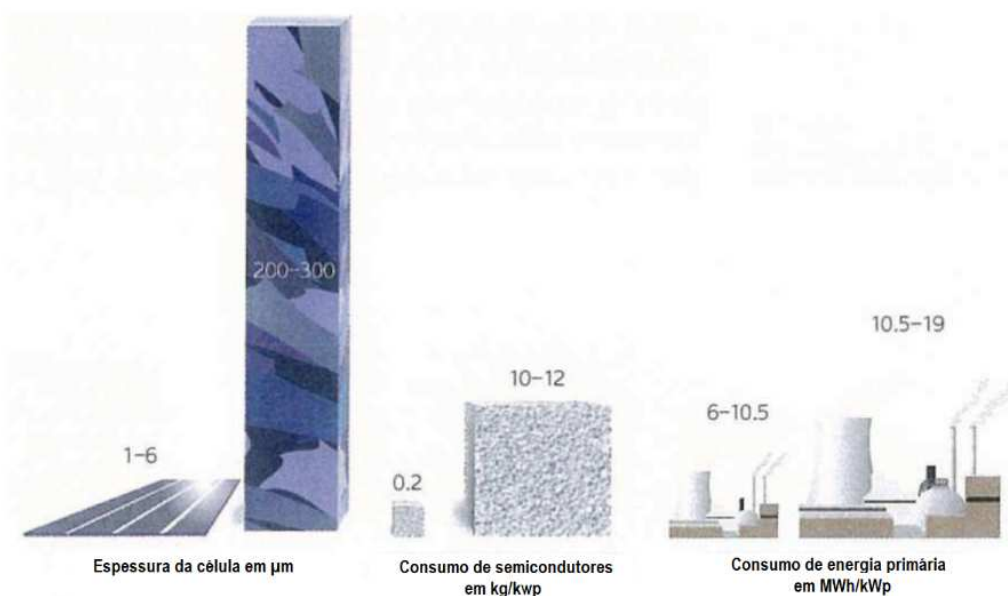 200–300
10.5–19
10–12
6–10.5
1–6
0.2
Espessura da célula em µm
Consumo de semicondutores
em kg/kwp
Consumo de energia primária
em MWh/kWp